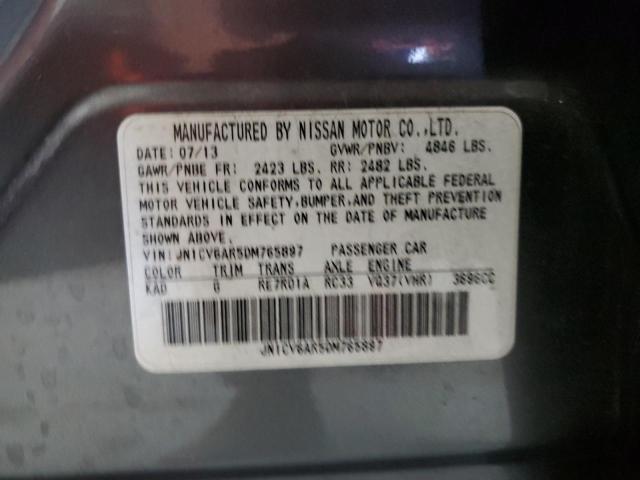 MANUFACTURED BY NISSAN MOTOR CO.,LTD.
DATE: 07/13 GVWR/PNBV: 4846 LBS.
GAWR/PNBE FR: 2423 LBS. RR: 2482 LBS.
THIS VEHICLE CONFORMS TO ALL APPLICABLE FEDERAL
MOTOR VEHICLE SAFETY,BUMPER,AND THEFT PREVENTION
STANDARDS IN EFFECT ON THE DATE OF MANUFACTURE
SHOWN ABOVE.
VIN:JN1CV6AR5DM765897 PASSENGER CAR
COLOR TRIM TRANS AXLE ENGINE
KAD G RE7R01A RC33 VQ37(VHR) 3696CC
JN1CV6AR5DM765897